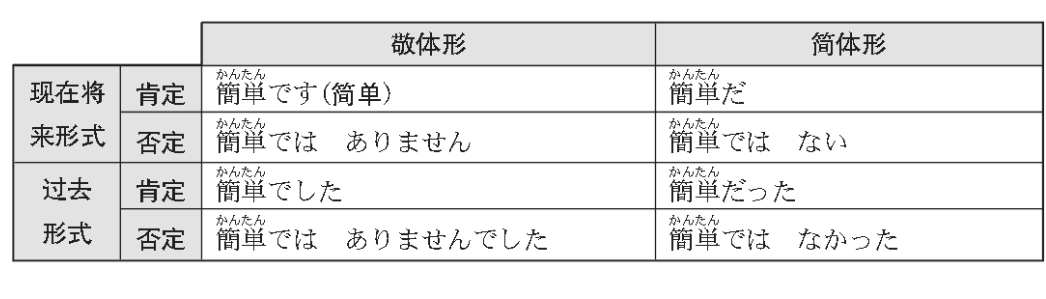 敬体形 简体形
现在将来形式 肯定 簡単(かんたん)です(简单) 簡単(かんたん)だ
否定 簡単(かんたん)では ありません 簡単(かんたん)では ない
过去形式 肯定 簡単(かんたん)でした 簡単(かんたん)だった
否定 簡単(かんたん)では ありませんでした 簡単(かんたん)では なかった